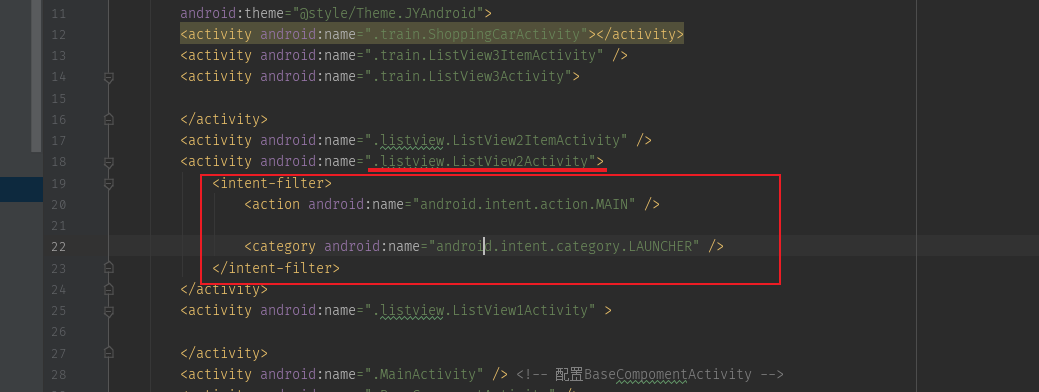 11 android:theme="@style/Theme.JYAndroid">
12 <activity android:name=".train.ShoppingCarActivity"></activity>
13 <activity android:name=".train.ListView3ItemActivity" />
14 <activity android:name=".train.ListView3Activity">
15
16 </activity>
17 <activity android:name=".listview.ListView2ItemActivity" />
18 <activity android:name=".listview.ListView2Activity">
19 <intent-filter>
20 <action android:name="android.intent.action.MAIN" />
21
22 <category android:name="android.intent.category.LAUNCHER" />
23 </intent-filter>
24 </activity>
25 <activity android:name=".listview.ListView1Activity" >
26
27 </activity>
28 <activity android:name=".MainActivity" /> <!-- 配置BaseCompomentActivity -->